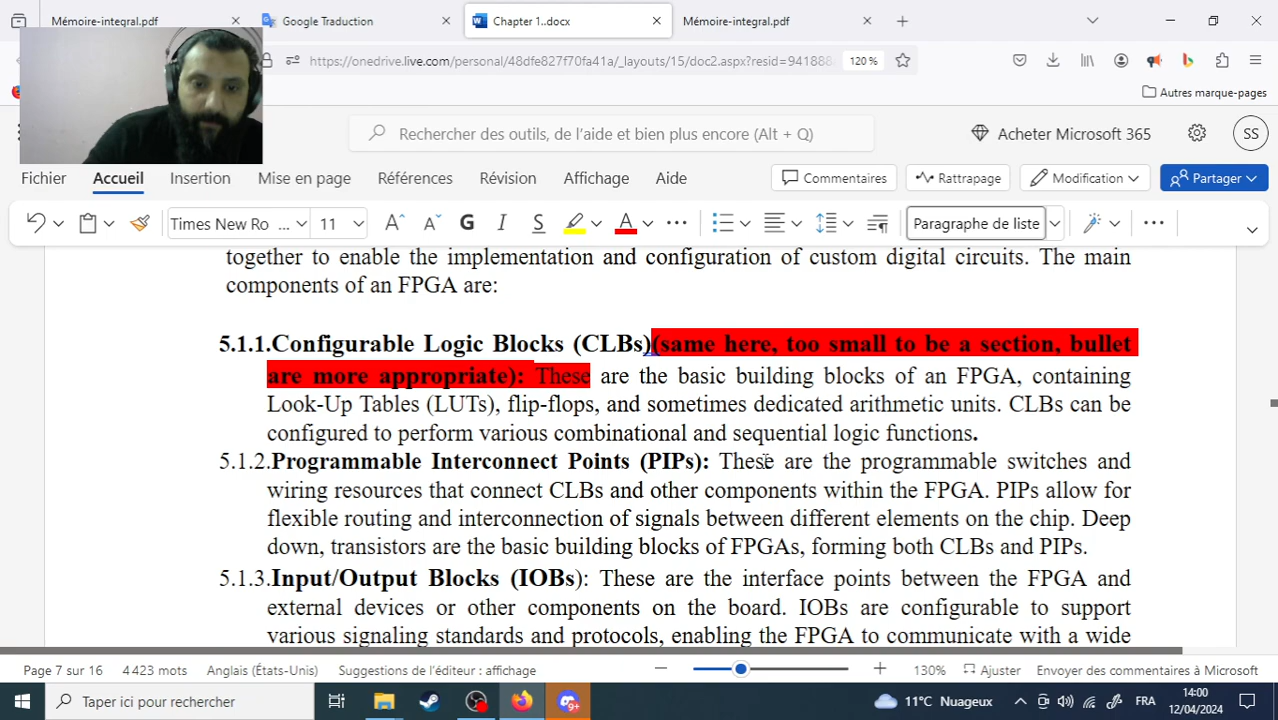 Mémoire-integral.pdf
Google Traduction
Chapter 1..docx
Mémoire-integral.pdf
https://onedrive.live.com/personal/48dfe827f70fa41a/_layouts/15/doc2.aspx?resid=941888
120 %
Autres marque-pages
Rechercher des outils, de l'aide et bien plus encore (Alt + Q)
Acheter Microsoft 365
SS
Fichier Accueil Insertion Mise en page Références Révision Affichage Aide
Commentaires
Rattrapage
Modification
Partager
Times New Ro ...
11
A A G I S A
Paragraphe de liste
together to enable the implementation and configuration of custom digital circuits. The main
components of an FPGA are:
5.1.1.Configurable Logic Blocks (CLBs)(same here, too small to be a section, bullet
are more appropriate): These are the basic building blocks of an FPGA, containing
Look-Up Tables (LUTs), flip-flops, and sometimes dedicated arithmetic units. CLBs can be
configured to perform various combinational and sequential logic functions.
5.1.2.Programmable Interconnect Points (PIPs): These are the programmable switches and
wiring resources that connect CLBs and other components within the FPGA. PIPs allow for
flexible routing and interconnection of signals between different elements on the chip. Deep
down, transistors are the basic building blocks of FPGAs, forming both CLBs and PIPs.
5.1.3.Input/Output Blocks (IOBs): These are the interface points between the FPGA and
external devices or other components on the board. IOBs are configurable to support
various signaling standards and protocols, enabling the FPGA to communicate with a wide
Page 7 sur 16
4 423 mots
Anglais (États-Unis)
Suggestions de l'éditeur : affichage
130%
Ajuster
Envoyer des commentaires à Microsoft
Taper ici pour rechercher
9+
11°C Nuageux
FRA
14:00
12/04/2024